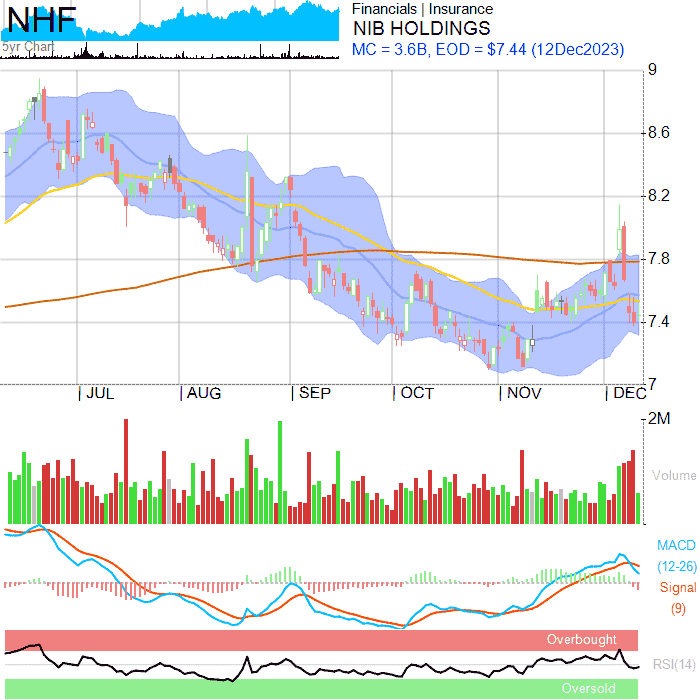 NHF
5yr Chart
Financials | Insurance
NIB HOLDINGS
MC = 3.6B, EOD = $7.44 (12Dec2023)
9
8.6
8.2
7.8
7.4
7
JUL AUG SEP OCT NOV DEC
2M
Volume
MACD
(12-26)
Signal
(9)
Overbought
RSI(14)
Oversold